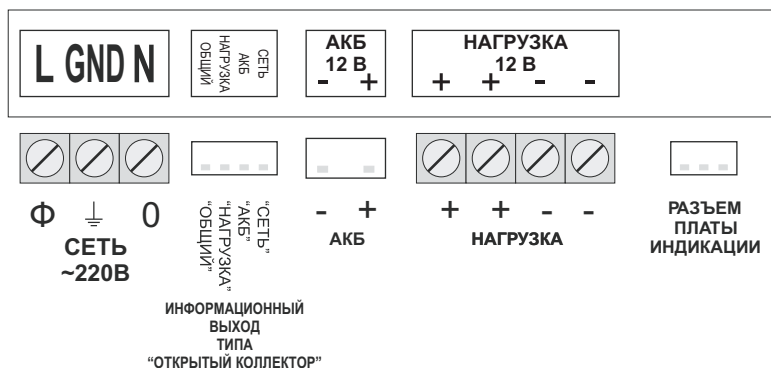 L GND N
ОБЩИЙ
НАГРУЗКА
АКБ
СЕТЬ
АКБ
12 В
- +
НАГРУЗКА
12 В
+ + - -
Ф ⏚ 0
СЕТЬ
~220В
“ОБЩИЙ”
“НАГРУЗКА”
“АКБ”
“СЕТЬ”
ИНФОРМАЦИОННЫЙ
ВЫХОД
ТИПА
“ОТКРЫТЫЙ КОЛЛЕКТОР”
- +
АКБ
+ + - -
НАГРУЗКА
РАЗЪЕМ
ПЛАТЫ
ИНДИКАЦИИ